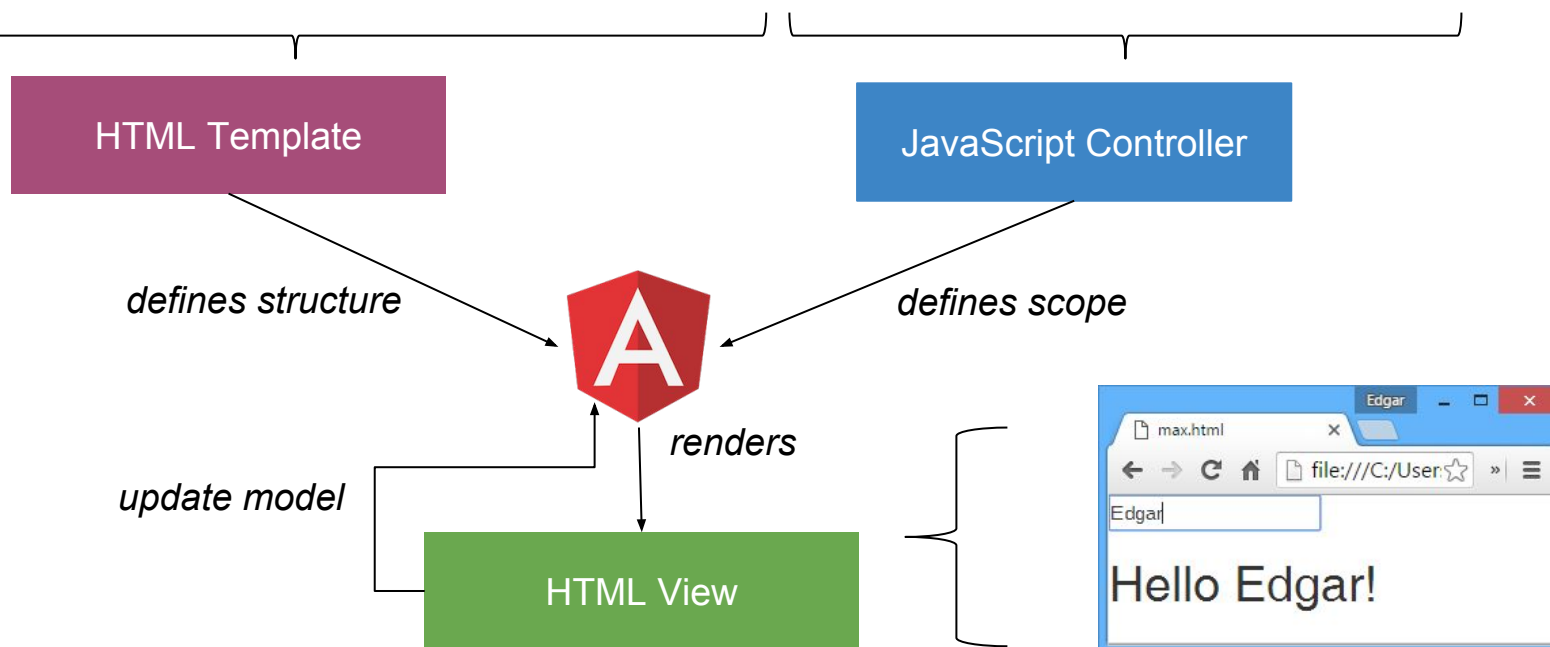 HTML Template
JavaScript Controller
defines structure
defines scope
A
renders
update model
HTML View
Edgar
max.html
file:///C:/User
Edgar
Hello Edgar!